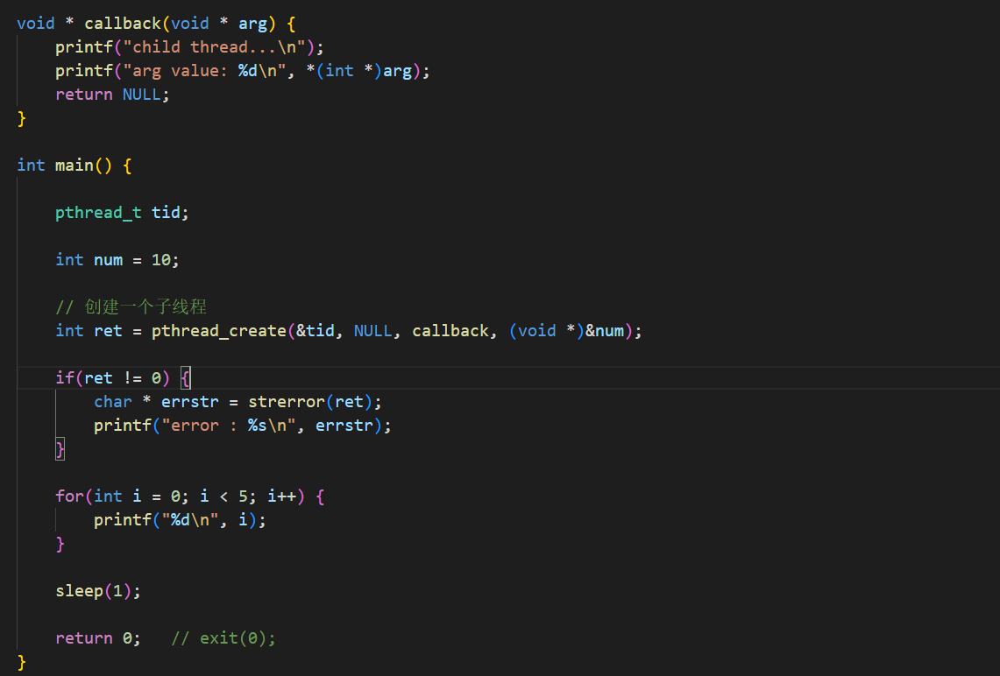 void * callback(void * arg) {
    printf("child thread...\n");
    printf("arg value: %d\n", *(int *)arg);
    return NULL;
}
int main() {
    pthread_t tid;
    int num = 10;
    // 创建一个子线程
    int ret = pthread_create(&tid, NULL, callback, (void *)&num);
    if(ret != 0) {
        char * errstr = strerror(ret);
        printf("error : %s\n", errstr);
    }
    for(int i = 0; i < 5; i++) {
        printf("%d\n", i);
    }
    sleep(1);
    return 0;   // exit(0);
}